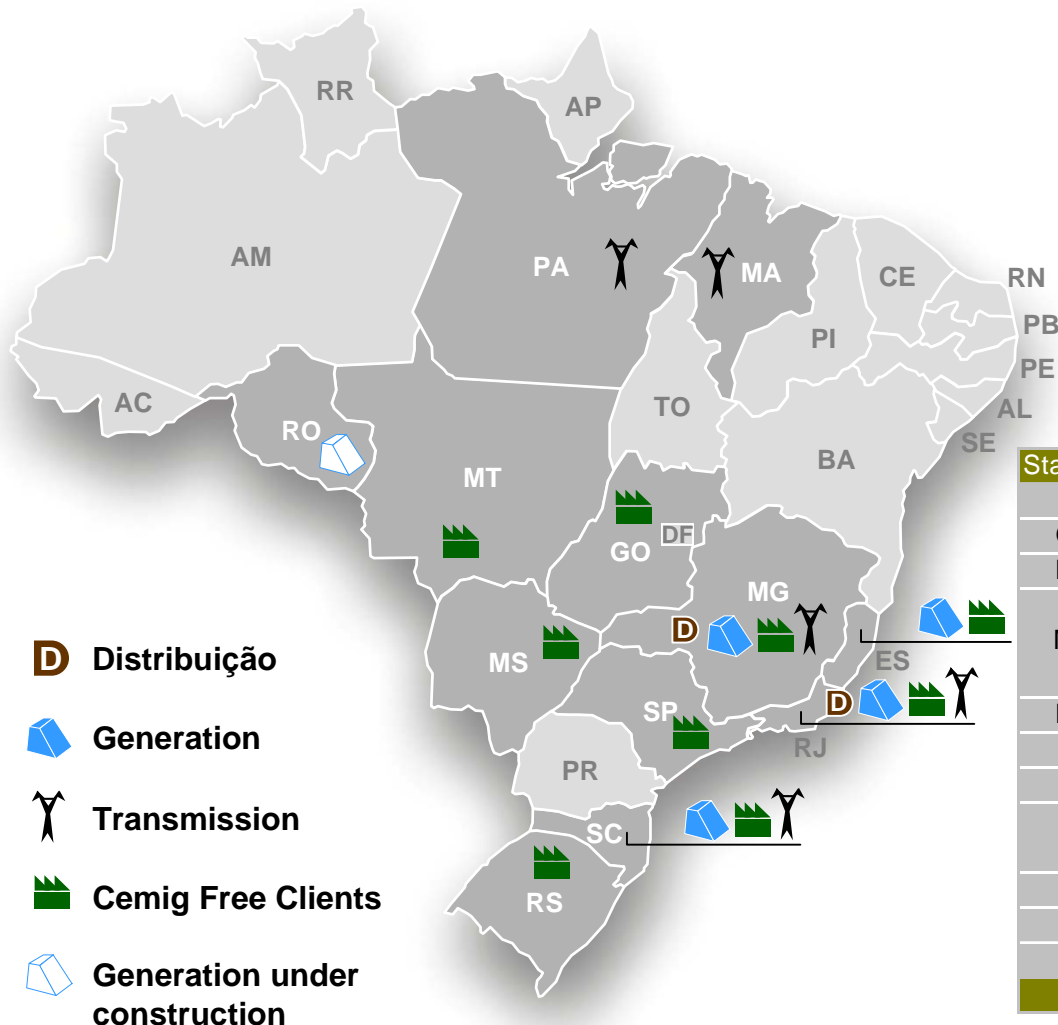 RR
AP
AM
PA
MA
CE
RN
PB
PI
PE
AC
TO
AL
RO
SE
BA
MT
Sta
DF
GO
MG
D
D Distribuição
MS
ES
SP
D
Generation
RJ
PR
Transmission
SC
Cemig Free Clients
RS
Generation under
construction